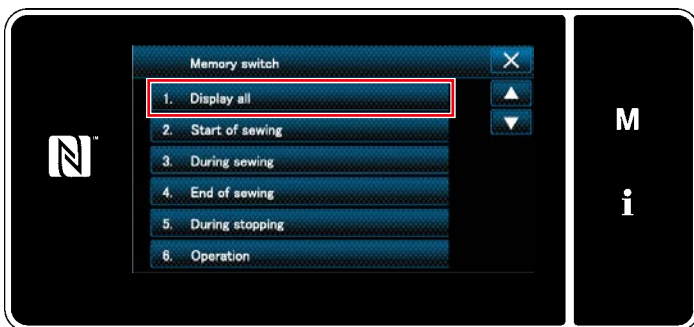 Memory switch
1. Display all
2. Start of sewing
3. During sewing
4. End of sewing
5. During stopping
6. Operation
N
M
i